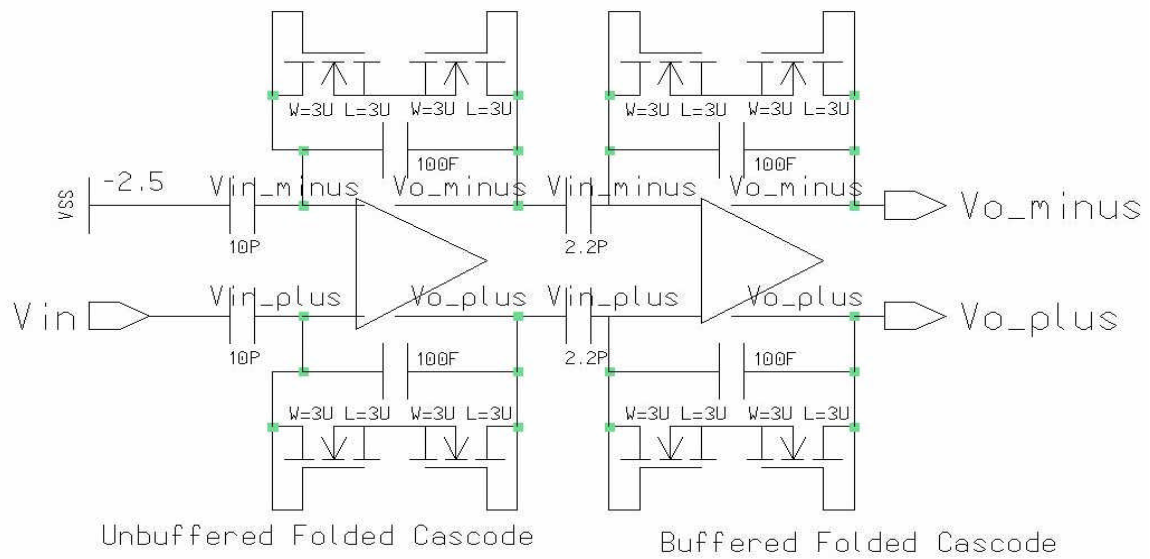 W=3U L=3U W=3U L=3U W=3U L=3U W=3U L=3U
100F 100F
VSS -2.5 Vin_minus Vo_minus Vin_minus Vo_minus Vo_minus
10P 2.2P
Vin Vin_plus Vo_plus Vin_plus Vo_plus Vo_plus
10P 100F 2.2P 100F
W=3U L=3U W=3U L=3U W=3U L=3U W=3U L=3U
Unbuffered Folded Cascode Buffered Folded Cascode